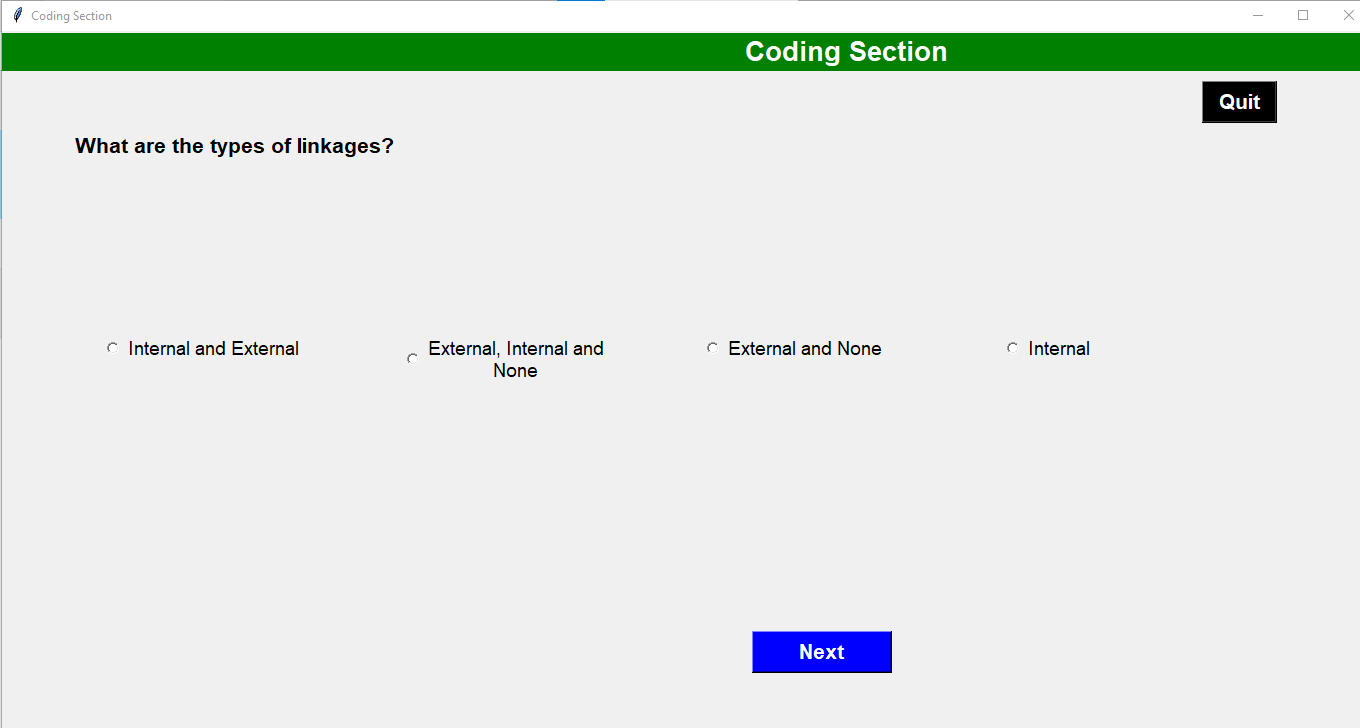 Coding Section
Coding Section
Quit
What are the types of linkages?
Internal and External
External, Internal and
None
External and None
Internal
Next